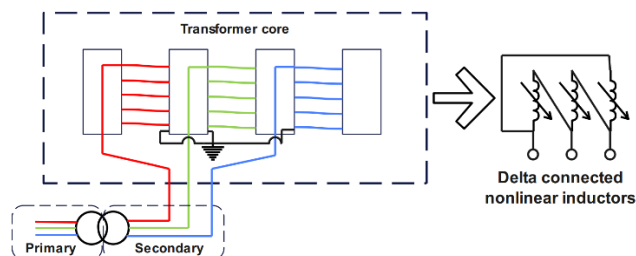 Transformer core
Delta connected
nonlinear inductors
Primary
Secondary